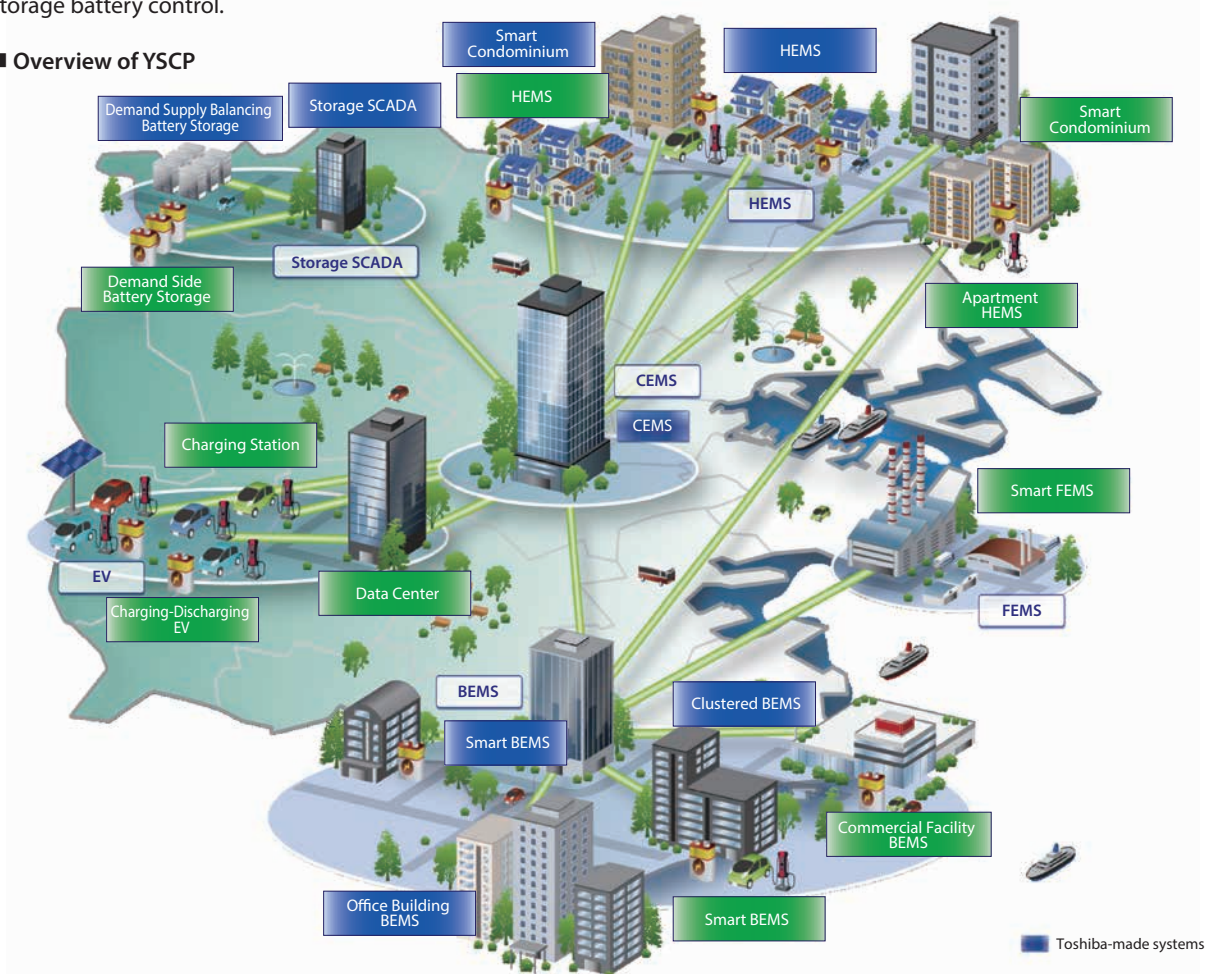 torage battery control.
Overview of YSCP
Smart
Condominium
HEMS
HEMS
Demand Supply Balancing
Battery Storage
Storage SCADA
Smart
Condominium
HEMS
Storage SCADA
Demand Side
Battery Storage
Apartment
HEMS
CEMS
CEMS
Charging Station
Smart FEMS
EV
Data Center
Charging-Discharging
EV
FEMS
BEMS
Clustered BEMS
Smart BEMS
Commercial Facility
BEMS
Office Building
BEMS
Smart BEMS
Toshiba-made systems